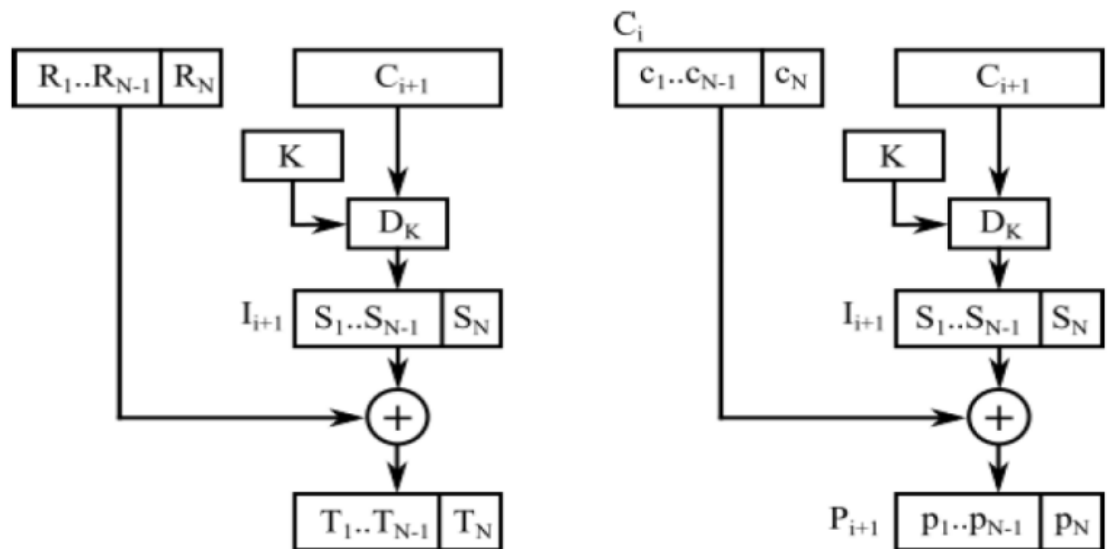 C_i
R_1..R_{N-1} R_N C_{i+1} c_1..c_{N-1} c_N C_{i+1}
K K
D_K D_K
I_{i+1} S_1..S_{N-1} S_N I_{i+1} S_1..S_{N-1} S_N
+ +
T_1..T_{N-1} T_N P_{i+1} p_1..p_{N-1} p_N